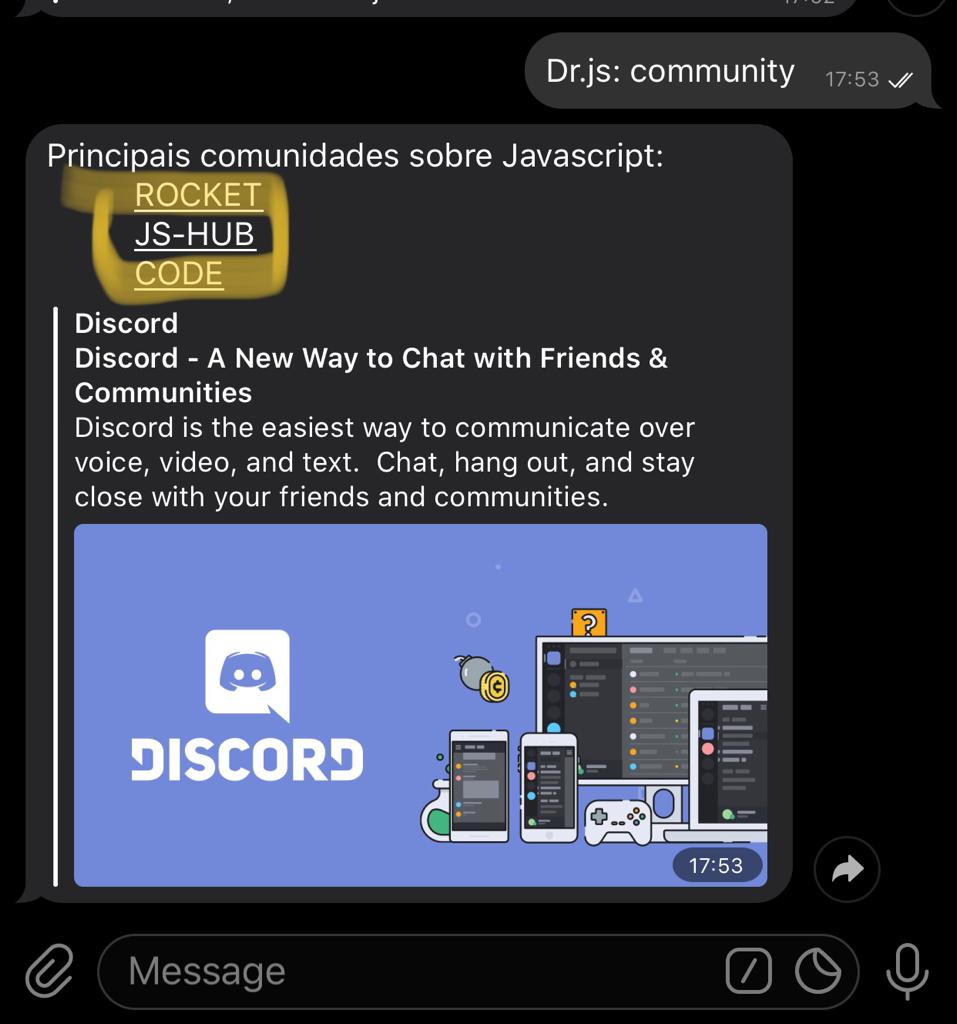 Dr.js: community 17:53
Principais comunidades sobre Javascript:
ROCKET
JS-HUB
CODE
Discord
Discord - A New Way to Chat with Friends &
Communities
Discord is the easiest way to communicate over
voice, video, and text.  Chat, hang out, and stay
close with your friends and communities.
DISCORD
17:53
Message